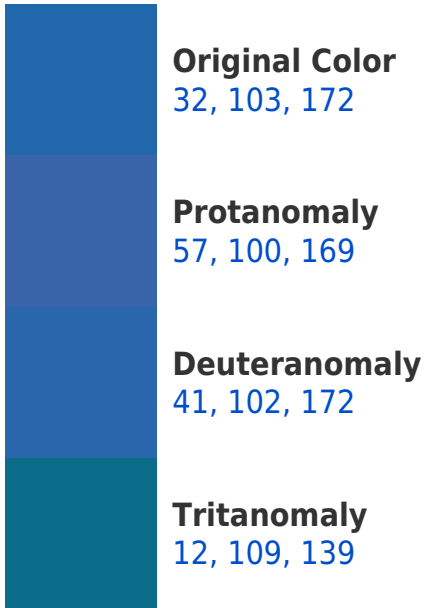 Original Color
32, 103, 172
Protanomaly
57, 100, 169
Deuteranomaly
41, 102, 172
Tritanomaly
12, 109, 139